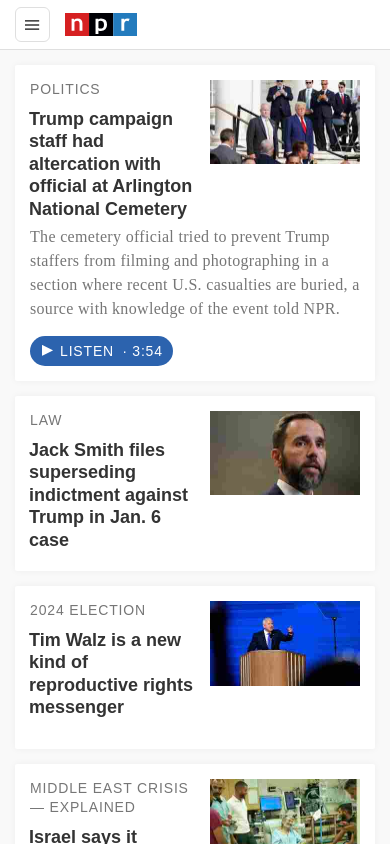 npr
POLITICS
Trump campaign
staff had
altercation with
official at Arlington
National Cemetery
The cemetery official tried to prevent Trump
staffers from filming and photographing in a
section where recent U.S. casualties are buried, a
source with knowledge of the event told NPR.
LISTEN · 3:54
LAW
Jack Smith files
superseding
indictment against
Trump in Jan. 6
case
2024 ELECTION
Tim Walz is a new
kind of
reproductive rights
messenger
MIDDLE EAST CRISIS
— EXPLAINED
Israel says it